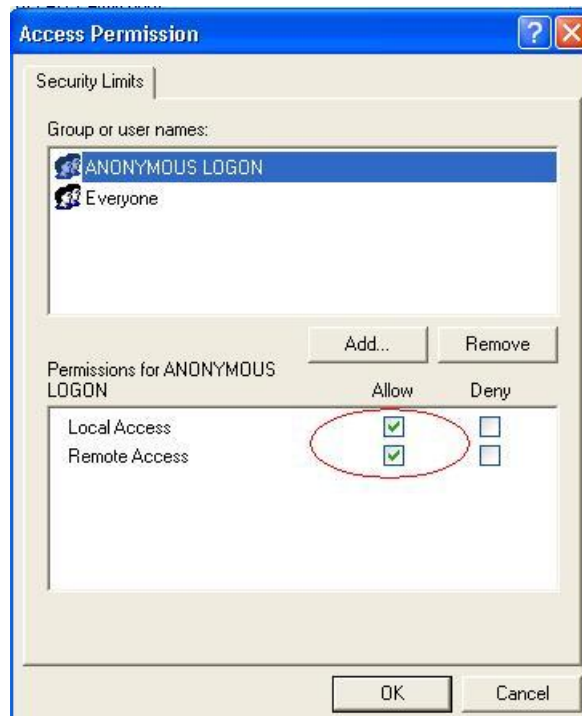 Access Permission
Security Limits
Group or user names:
ANONYMOUS LOGON
Everyone
Add... Remove
Permissions for ANONYMOUS
LOGON Allow Deny
Local Access
Remote Access
OK Cancel